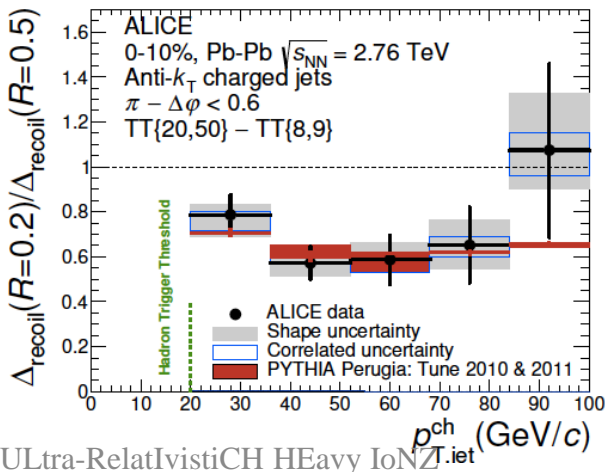 ALICE
0-10%, Pb-Pb √sNN = 2.76 TeV
Anti-kT charged jets
π − Δφ < 0.6
TT{20,50} − TT{8,9}
Δrecoil(R=0.2)/Δrecoil(R=0.5)
1.6
1.4
1.2
1
0.8
0.6
0.4
0.2
0
Hadron Trigger Threshold
ALICE data
Shape uncertainty
Correlated uncertainty
PYTHIA Perugia: Tune 2010 & 2011
0 10 20 30 40 50 60 70 80 90 100
pchT,jet (GeV/c)
ULtra-RelatIvistiCH HEavy IoNZ